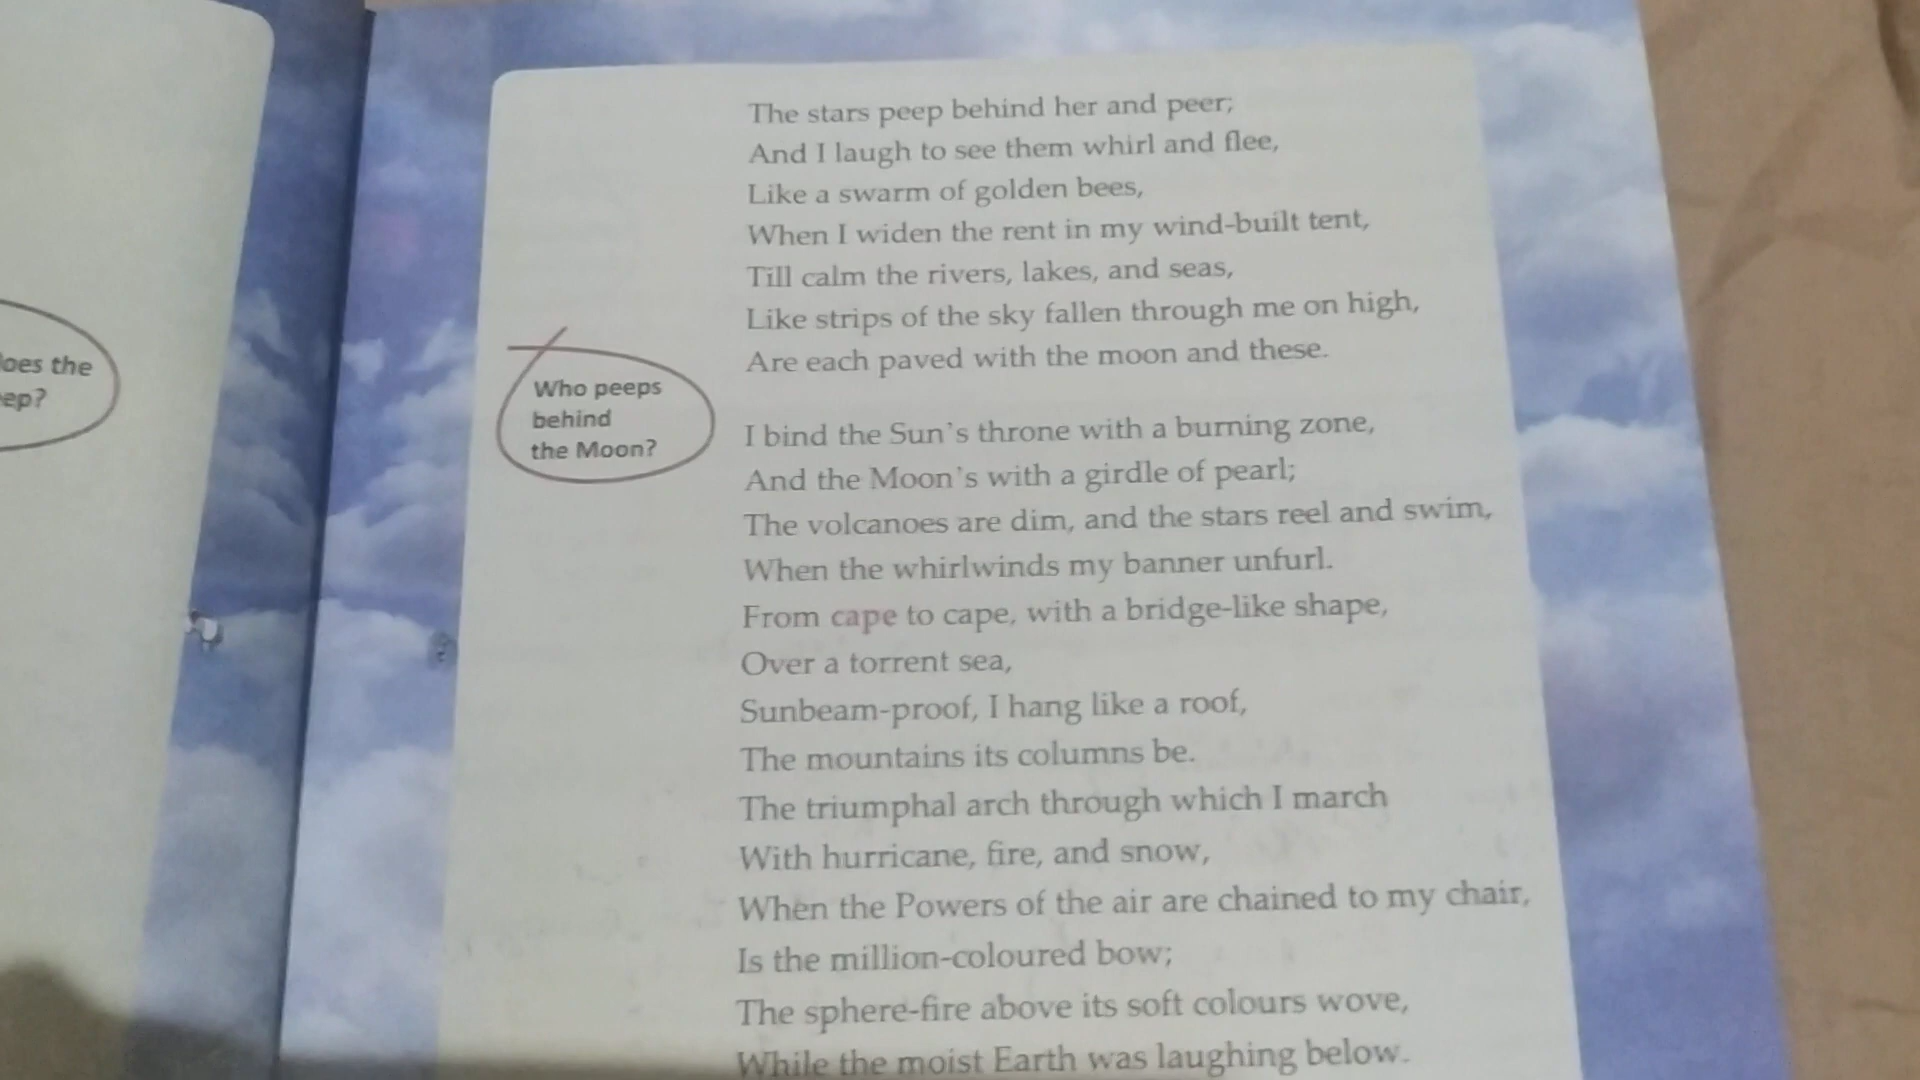 oes the
ep?
Who peeps
behind
the Moon?
The stars peep behind her and peer;
And I laugh to see them whirl and flee,
Like a swarm of golden bees,
When I widen the rent in my wind-built tent,
Till calm the rivers, lakes, and seas,
Like strips of the sky fallen through me on high,
Are each paved with the moon and these.
I bind the Sun's throne with a burning zone,
And the Moon's with a girdle of pearl;
The volcanoes are dim, and the stars reel and swim,
When the whirlwinds my banner unfurl.
From cape to cape, with a bridge-like shape,
Over a torrent sea,
Sunbeam-proof, I hang like a roof,
The mountains its columns be.
The triumphal arch through which I march
With hurricane, fire, and snow,
When the Powers of the air are chained to my chair,
Is the million-coloured bow;
The sphere-fire above its soft colours wove,
While the moist Earth was laughing below.